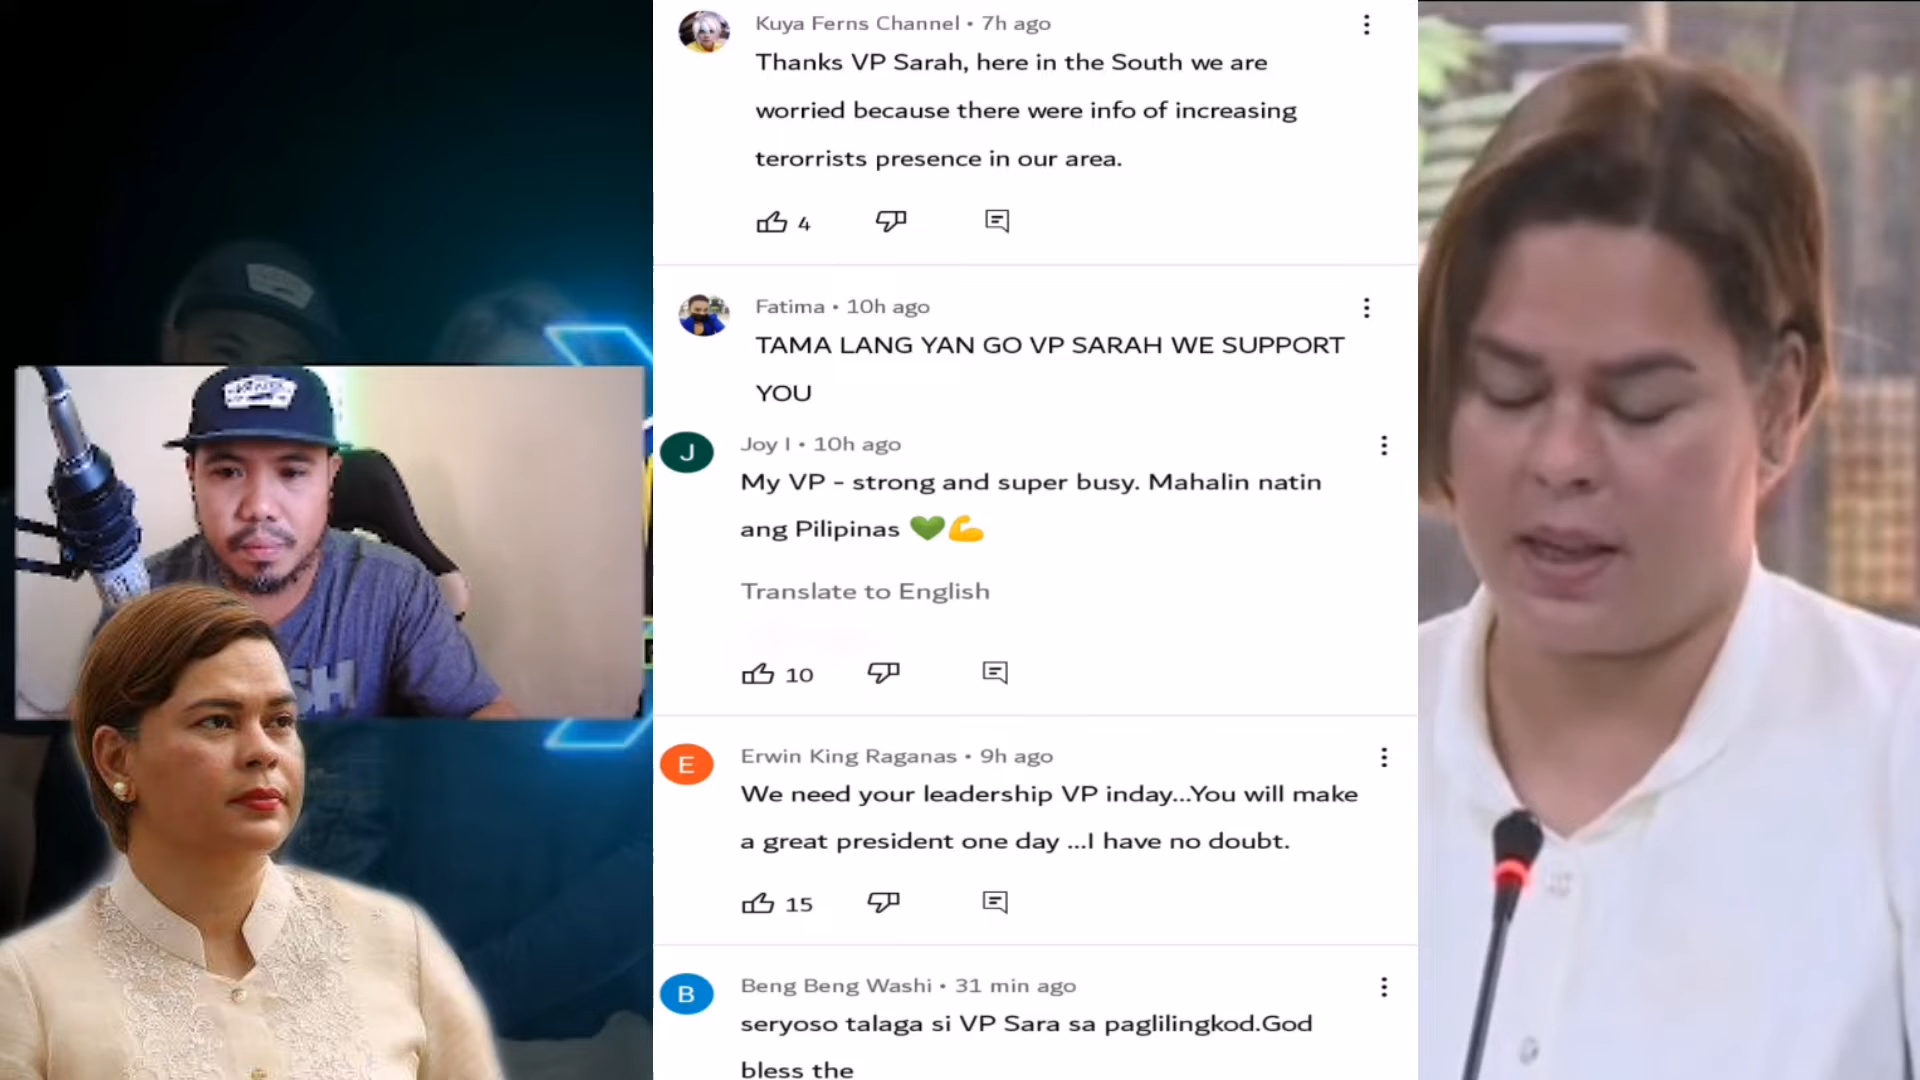 Kuya Ferns Channel • 7h ago
Thanks VP Sarah, here in the South we are
worried because there were info of increasing
terorrists presence in our area.
4
Fatima • 10h ago
TAMA LANG YAN GO VP SARAH WE SUPPORT
YOU
J
Joy I • 10h ago
My VP - strong and super busy. Mahalin natin
ang Pilipinas 💚💪
Translate to English
10
E
Erwin King Raganas • 9h ago
We need your leadership VP inday...You will make
a great president one day ...I have no doubt.
15
B
Beng Beng Washi • 31 min ago
seryoso talaga si VP Sara sa paglilingkod.God
bless the